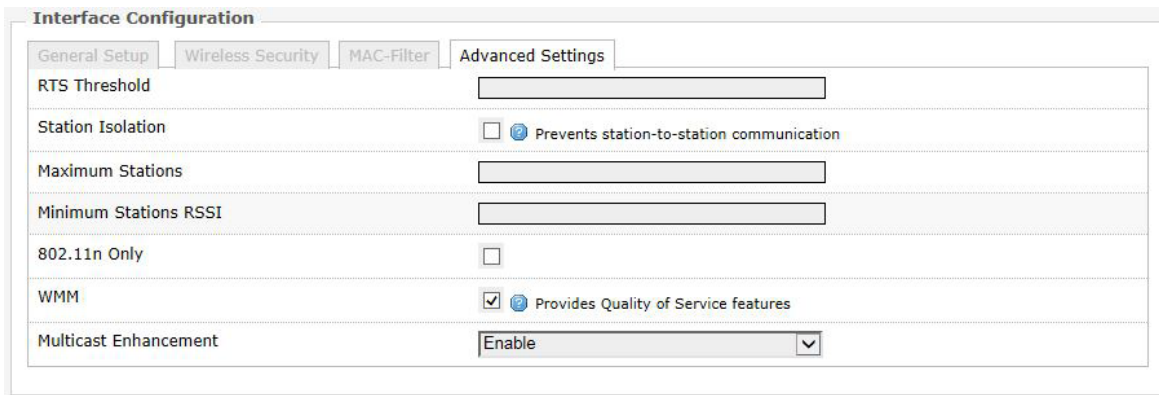 Interface Configuration
General Setup Wireless Security MAC-Filter Advanced Settings
RTS Threshold
Station Isolation Prevents station-to-station communication
Maximum Stations
Minimum Stations RSSI
802.11n Only
WMM Provides Quality of Service features
Multicast Enhancement Enable